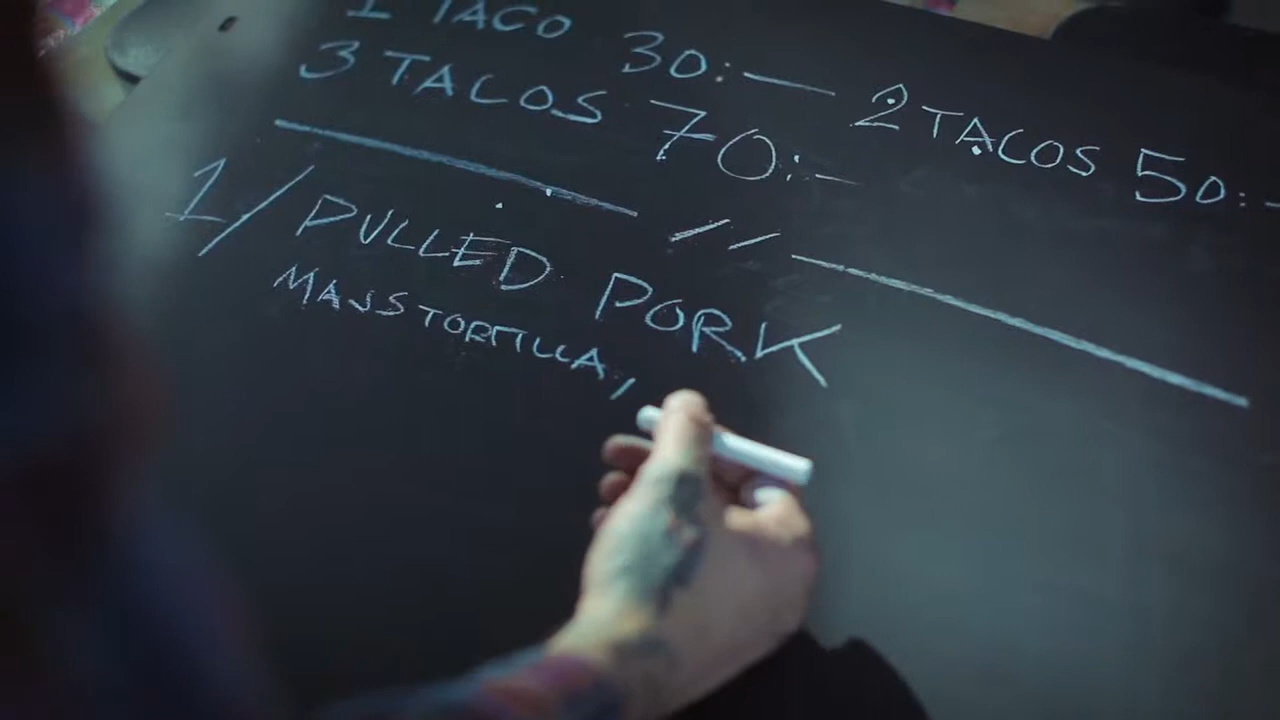 1 TACO 30:— 2 TACOS 50:-
3 TACOS 70:-
1/ PULLED PORK
MAJSTORTILLA,